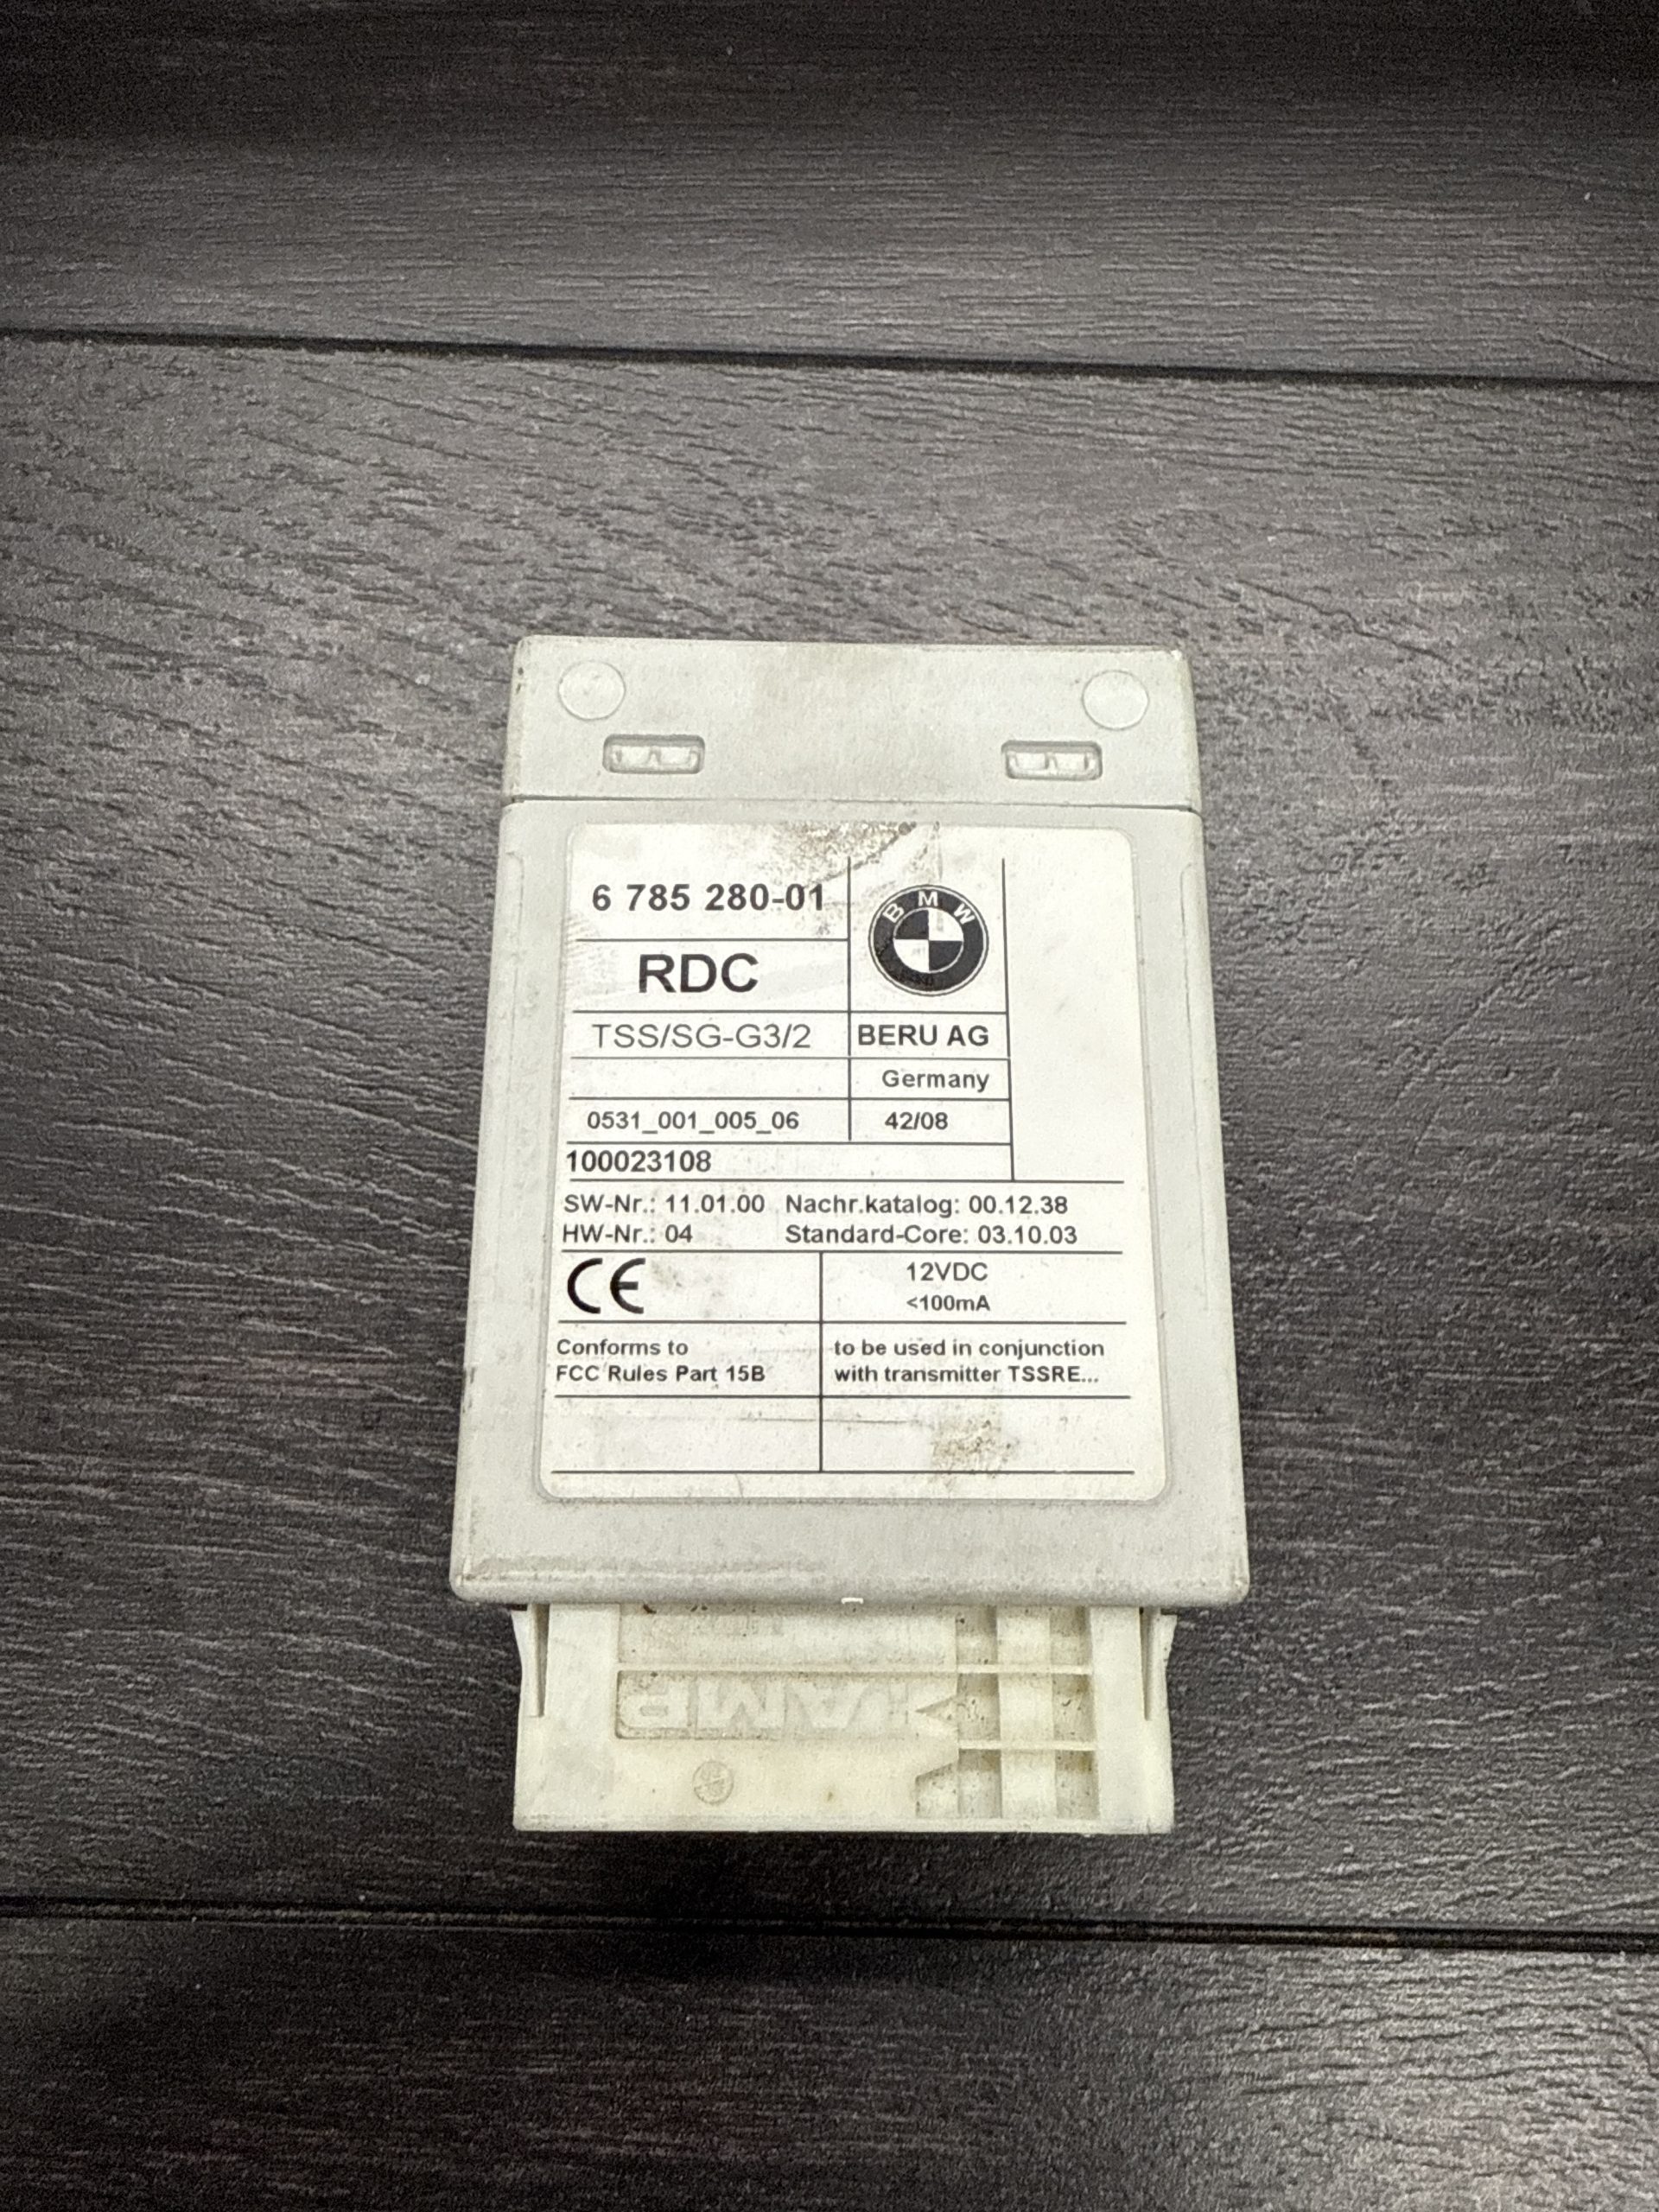 6 785 280-01
BMW
RDC
TSS/SG-G3/2 BERU AG
Germany
0531_001_005_06 42/08
100023108
SW-Nr.: 11.01.00 Nachr.katalog: 00.12.38
HW-Nr.: 04 Standard-Core: 03.10.03
CE 12VDC
<100mA
Conforms to to be used in conjunction
FCC Rules Part 15B with transmitter TSSRE...
AMP